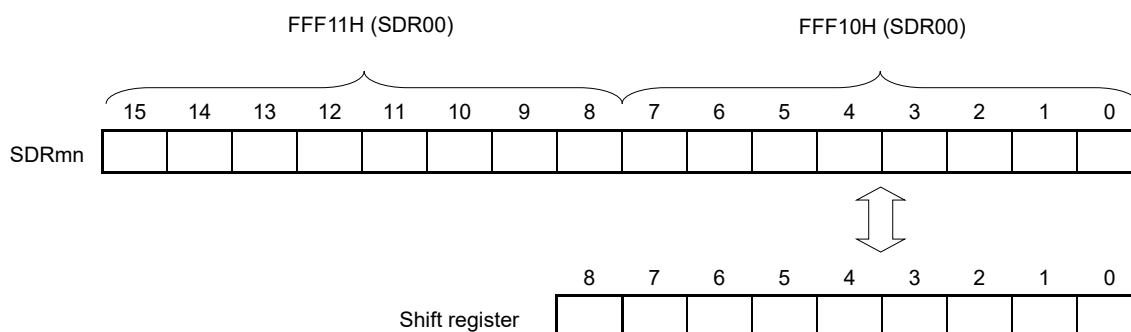 FFF11H (SDR00) FFF10H (SDR00)
15 14 13 12 11 10 9 8 7 6 5 4 3 2 1 0
SDRmn
8 7 6 5 4 3 2 1 0
Shift register